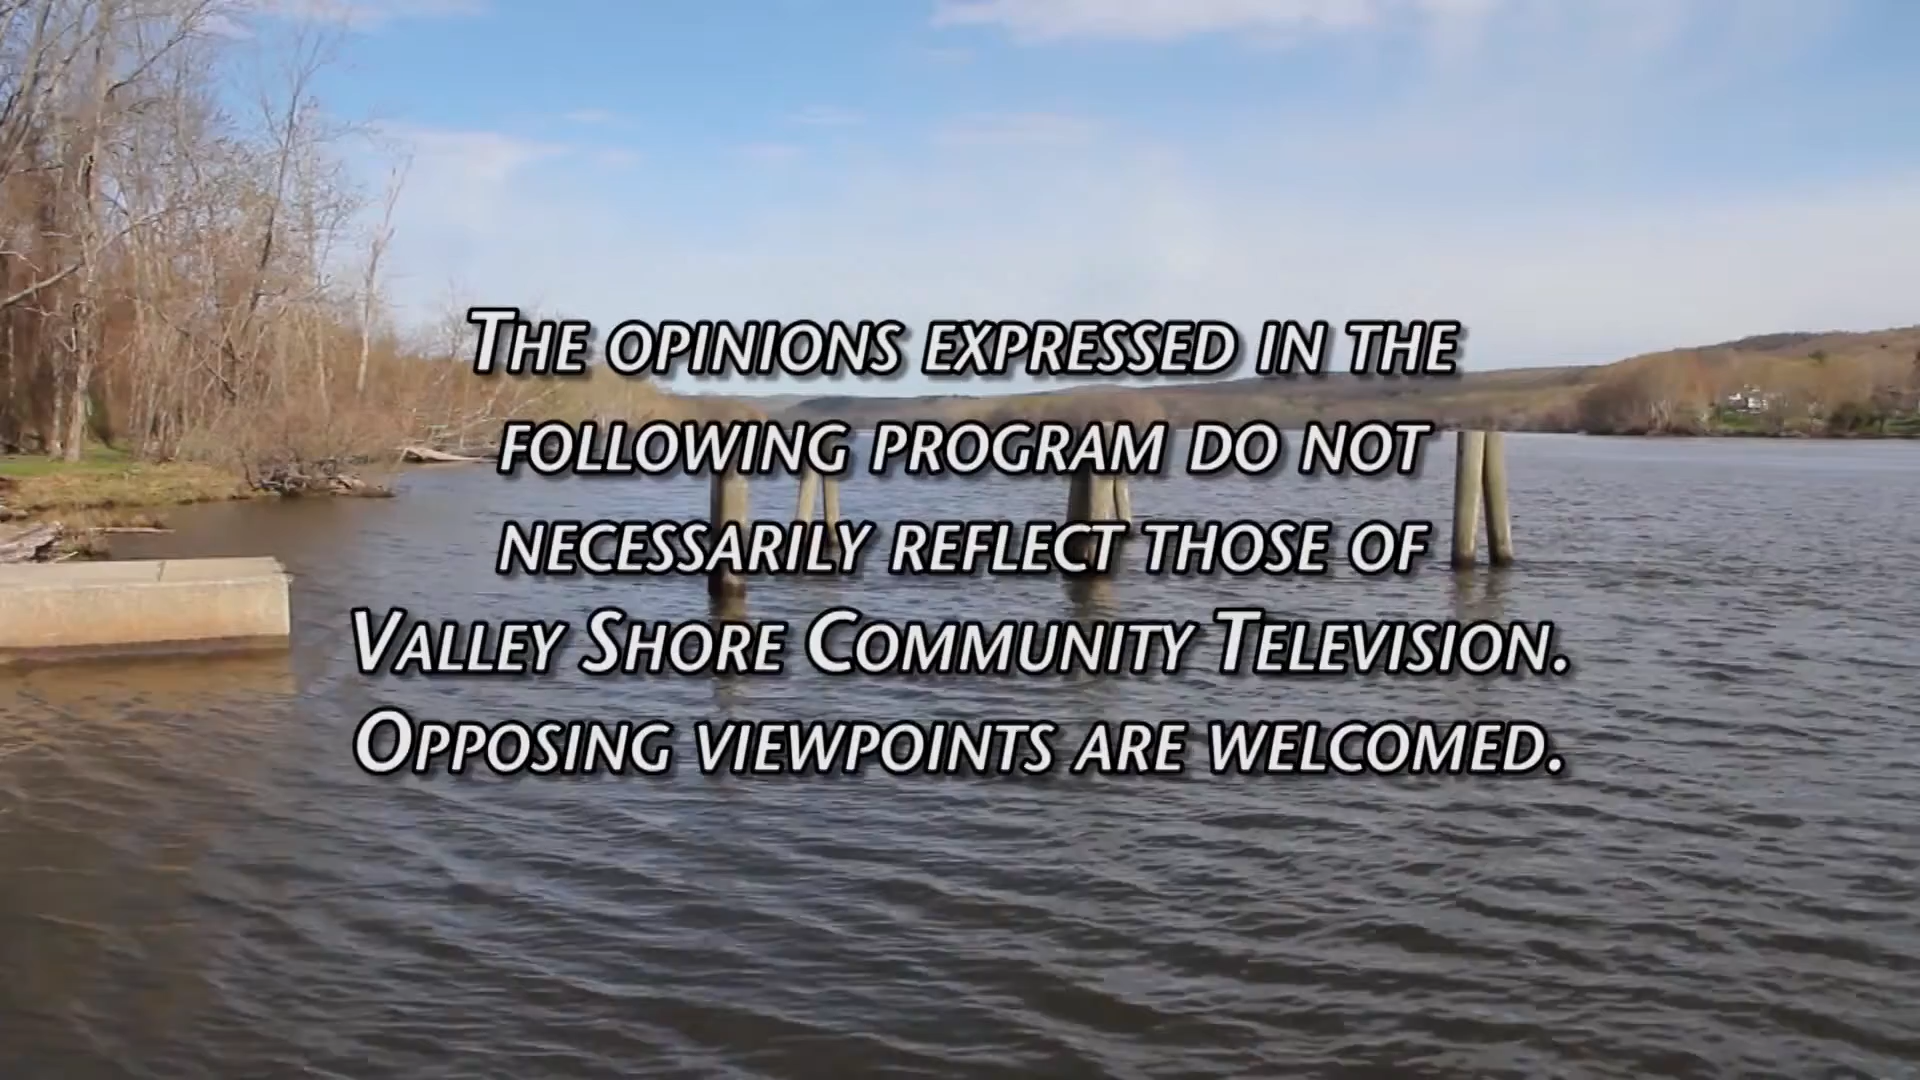 The opinions expressed in the
following program do not
necessarily reflect those of
Valley Shore Community Television.
Opposing viewpoints are welcomed.